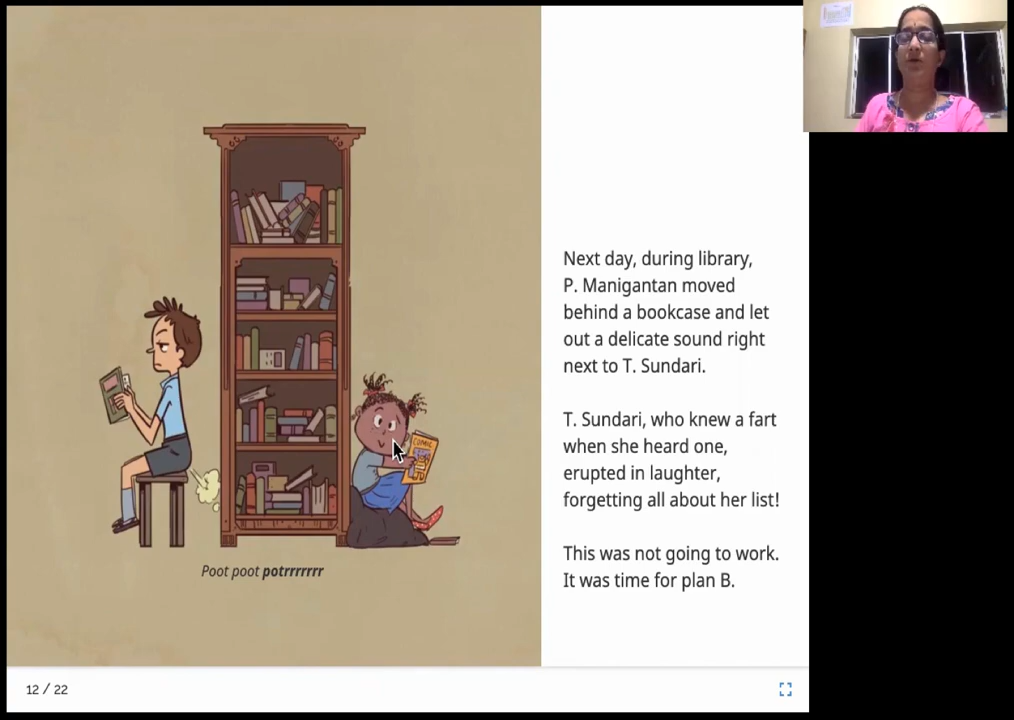 COMIC
Poot poot potrrrrrrr
Next day, during library,
P. Manigantan moved
behind a bookcase and let
out a delicate sound right
next to T. Sundari.
T. Sundari, who knew a fart
when she heard one,
erupted in laughter,
forgetting all about her list!
This was not going to work.
It was time for plan B.
12 / 22